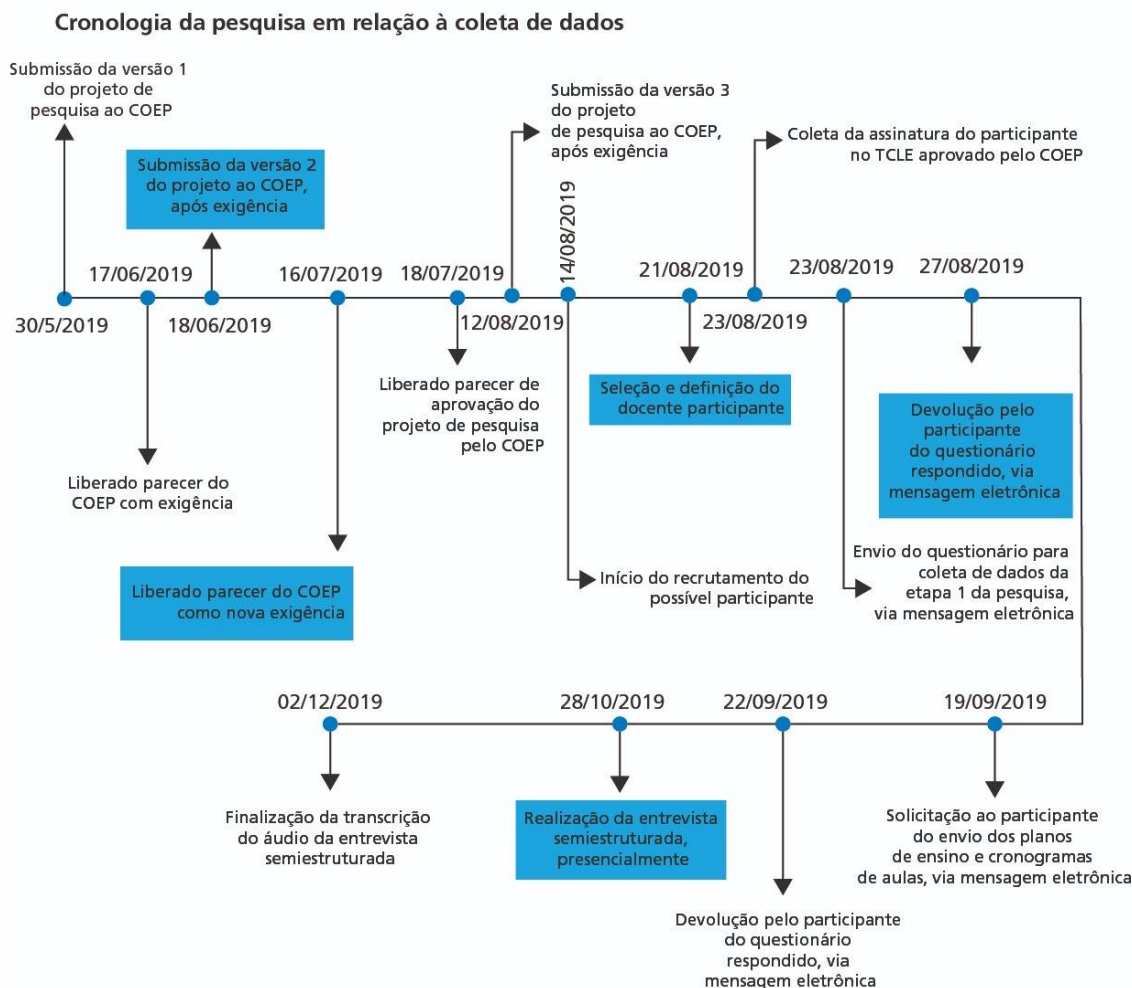 Cronologia da pesquisa em relação à coleta de dados
Submissão da versão 1
do projeto de
pesquisa ao COEP
30/5/2019
17/06/2019
Liberado parecer do
COEP com exigência
Submissão da versão 2
do projeto ao COEP,
após exigência
18/06/2019
16/07/2019
Liberado parecer do COEP
como nova exigência
18/07/2019
Liberado parecer de
aprovação do
projeto de pesquisa
pelo COEP
Submissão da versão 3
do projeto
de pesquisa ao COEP,
após exigência
12/08/2019
14/08/2019
Início do recrutamento do
possível participante
21/08/2019
Seleção e definição do
docente participante
Coleta da assinatura do participante
no TCLE aprovado pelo COEP
23/08/2019
23/08/2019
Envio do questionário para
coleta de dados da
etapa 1 da pesquisa,
via mensagem eletrônica
27/08/2019
Devolução pelo
participante
do questionário
respondido, via
mensagem eletrônica
19/09/2019
Solicitação ao participante
do envio dos planos
de ensino e cronogramas
de aulas, via mensagem eletrônica
22/09/2019
Devolução pelo participante
do questionário
respondido, via
mensagem eletrônica
28/10/2019
Realização da entrevista
semiestruturada,
presencialmente
02/12/2019
Finalização da transcrição
do áudio da entrevista
semiestruturada